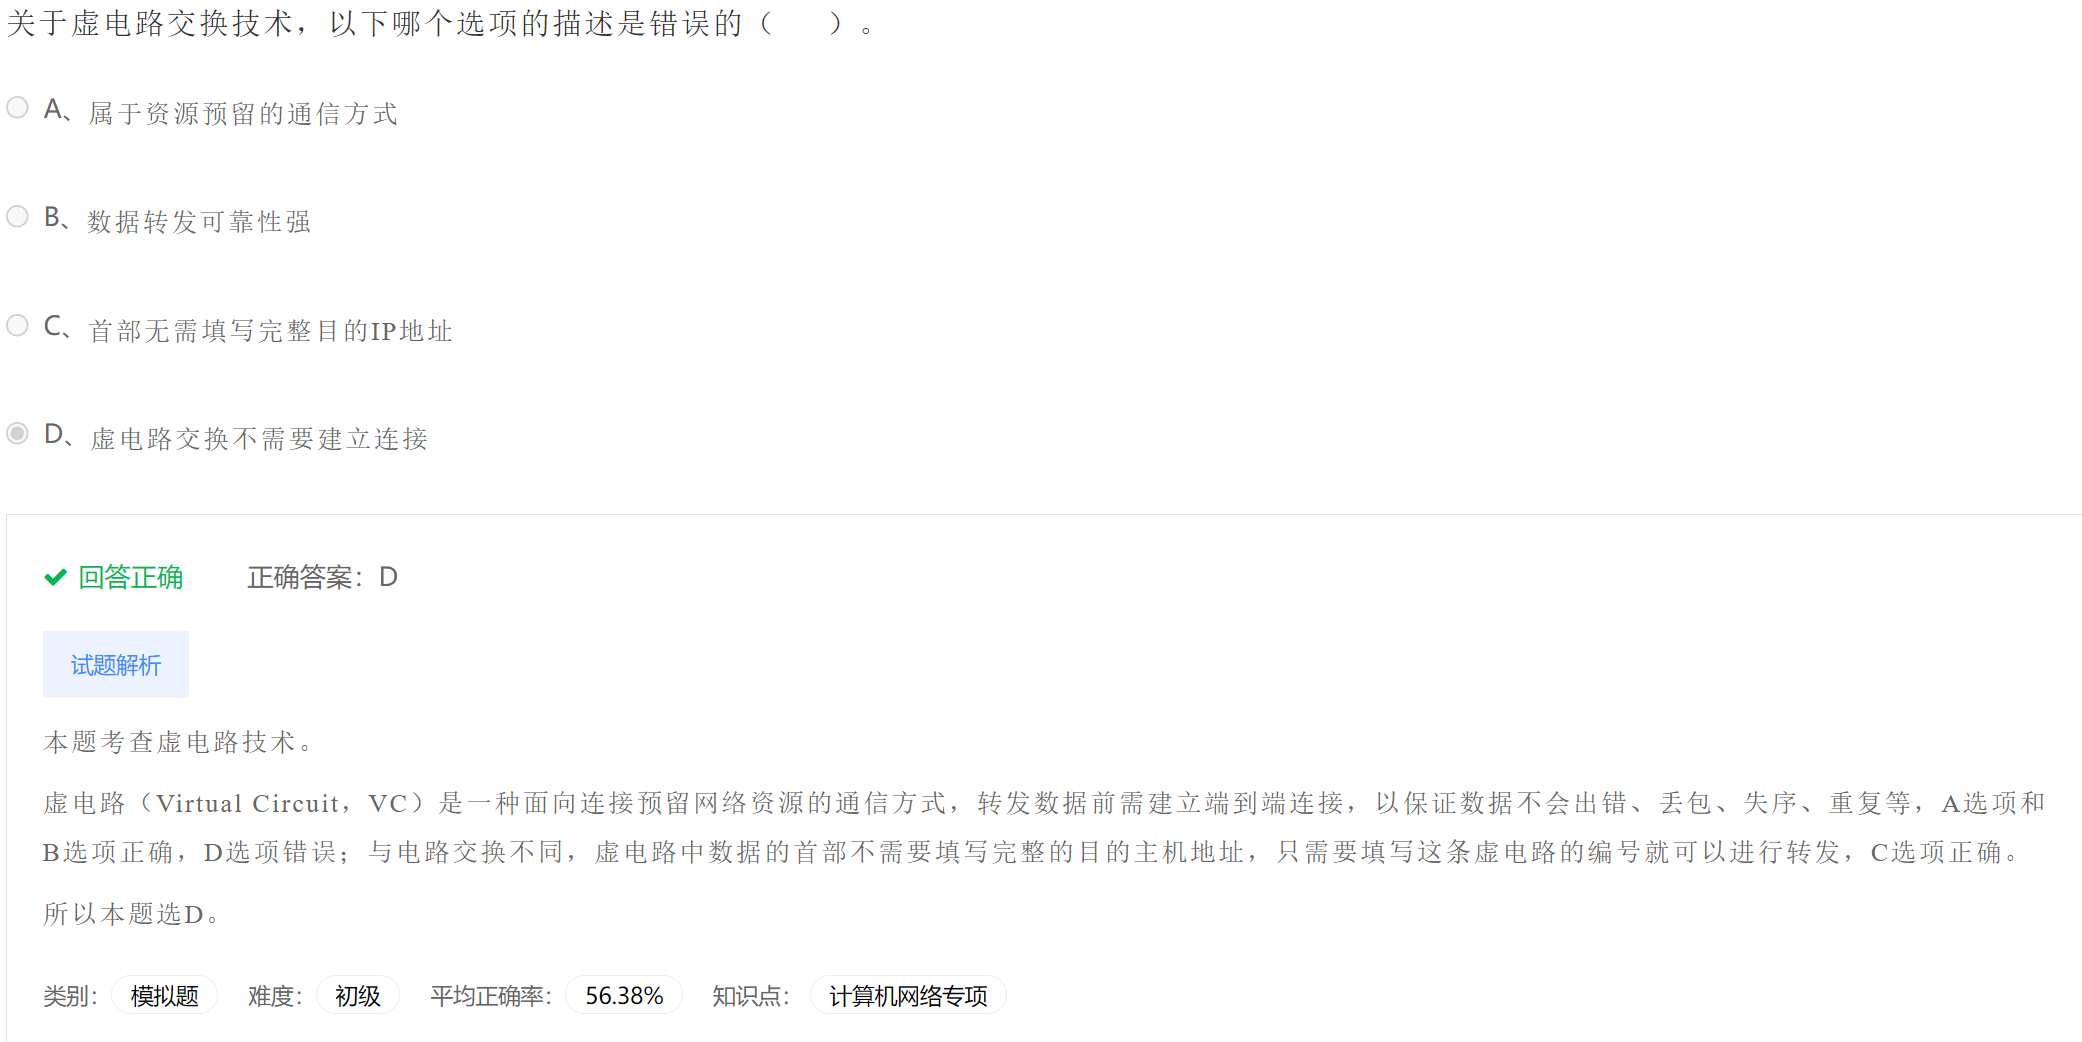 关于虚电路交换技术，以下哪个选项的描述是错误的（　　）。
A、属于资源预留的通信方式
B、数据转发可靠性强
C、首部无需填写完整目的IP地址
D、虚电路交换不需要建立连接
回答正确　正确答案：D
试题解析
本题考查虚电路技术。
虚电路（Virtual Circuit，VC）是一种面向连接预留网络资源的通信方式，转发数据前需建立端到端连接，以保证数据不会出错、丢包、失序、重复等，A选项和
B选项正确，D选项错误；与电路交换不同，虚电路中数据的首部不需要填写完整的目的主机地址，只需要填写这条虚电路的编号就可以进行转发，C选项正确。
所以本题选D。
类别：模拟题　难度：初级　平均正确率：56.38%　知识点：计算机网络专项